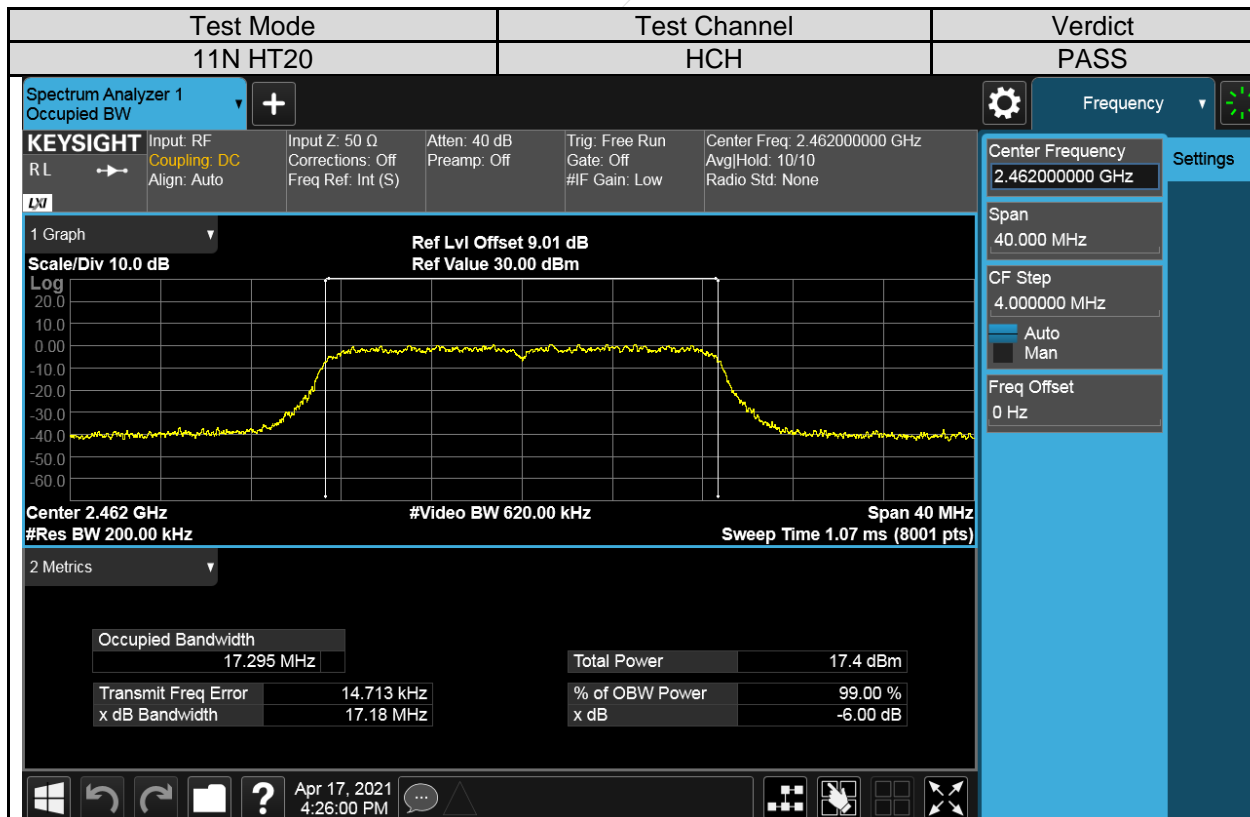 Test Mode Test Channel Verdict
11N HT20 HCH PASS
Spectrum Analyzer 1
Occupied BW
+
Frequency
KEYSIGHT Input: RF Input Z: 50 Ω Atten: 40 dB Trig: Free Run Center Freq: 2.462000000 GHz
RL Coupling: DC Corrections: Off Preamp: Off Gate: Off Avg|Hold: 10/10
Align: Auto Freq Ref: Int (S) #IF Gain: Low Radio Std: None
LXI
Center Frequency
2.462000000 GHz
Settings
Span
40.000 MHz
CF Step
4.000000 MHz
Auto
Man
Freq Offset
0 Hz
1 Graph
Ref Lvl Offset 9.01 dB
Scale/Div 10.0 dB Ref Value 30.00 dBm
Log
20.0
10.0
0.00
-10.0
-20.0
-30.0
-40.0
-50.0
-60.0
Center 2.462 GHz #Video BW 620.00 kHz Span 40 MHz
#Res BW 200.00 kHz Sweep Time 1.07 ms (8001 pts)
2 Metrics
Occupied Bandwidth
17.295 MHz Total Power 17.4 dBm
Transmit Freq Error 14.713 kHz % of OBW Power 99.00 %
x dB Bandwidth 17.18 MHz x dB -6.00 dB
? Apr 17, 2021
4:26:00 PM